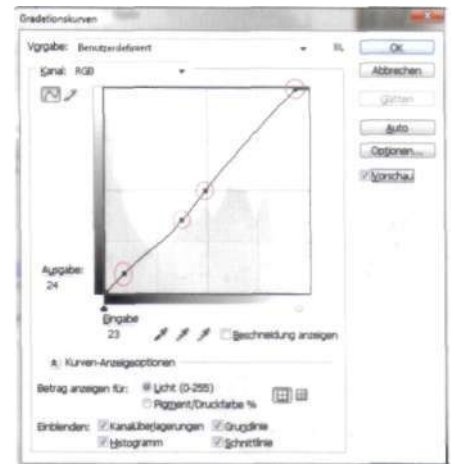 Gradationskurven
Vorgabe: Benutzerdefiniert
OK
Kanal: RGB
Abbrechen
Glätten
Auto
Optionen...
Vorschau
Ausgabe:
24
Eingabe
23
Beschneidung anzeigen
Kurven-Anzeigeoptionen
Betrag anzeigen für: Licht (0-255)
Pigment/Druckfarbe %
Einblenden: Kanalüberlagerungen Grundlinie
Histogramm Schnittlinie